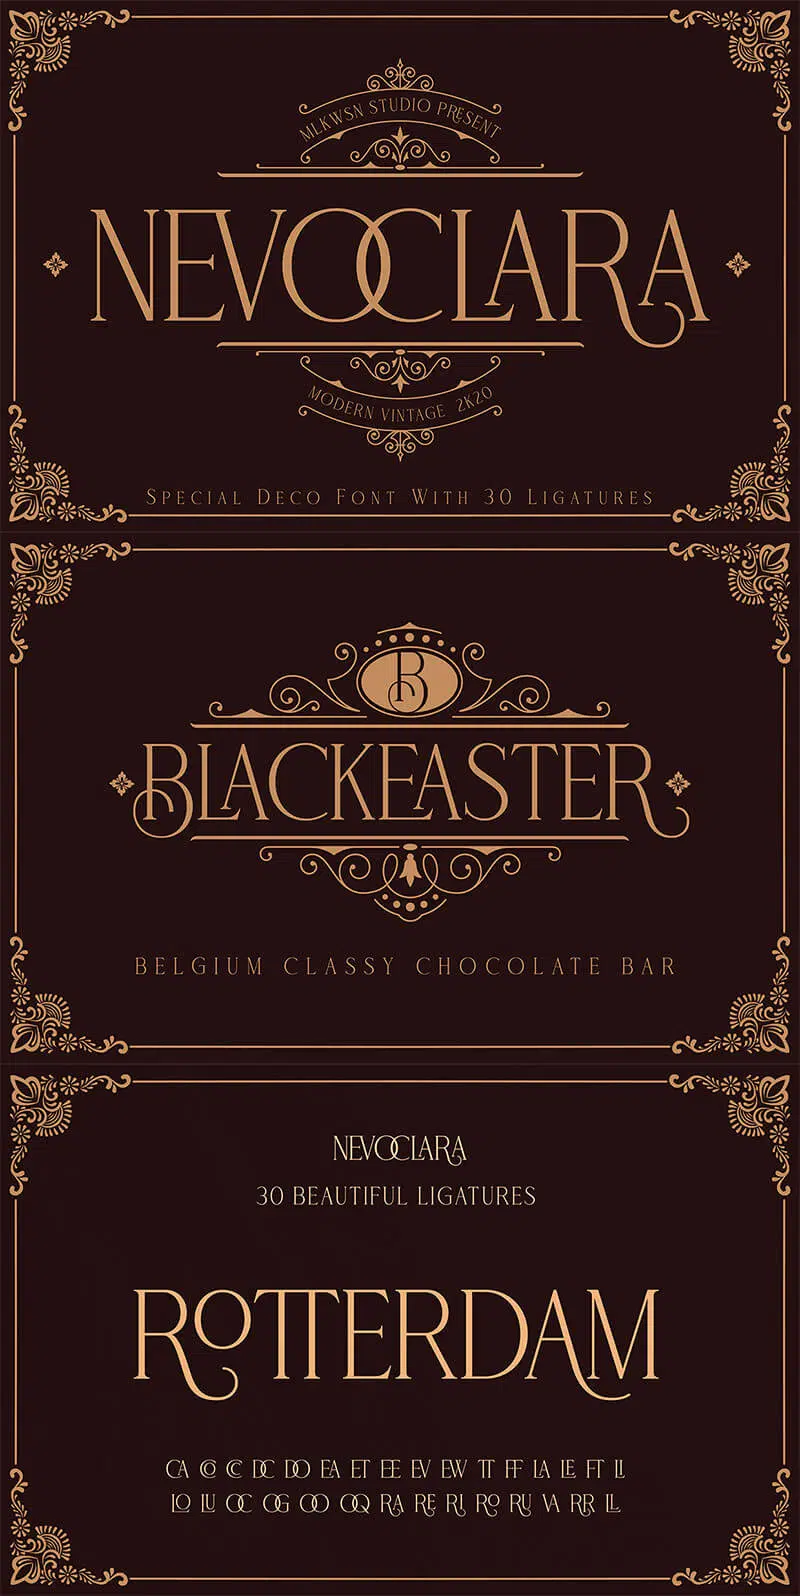 MLKWSN STUDIO PRESENT
NEVOCLARA
MODERN VINTAGE 2K20
SPECIAL DECO FONT WITH 30 LIGATURES
B
BLACKEASTER
BELGIUM CLASSY CHOCOLATE BAR
NEVOCLARA
30 BEAUTIFUL LIGATURES
ROTTERDAM
CA CO CC DC DO EA ET EE EV EW TT FF LA LE FT LI
LO LU OC OG OO OQ RA RE RI RO RU VA RR LL